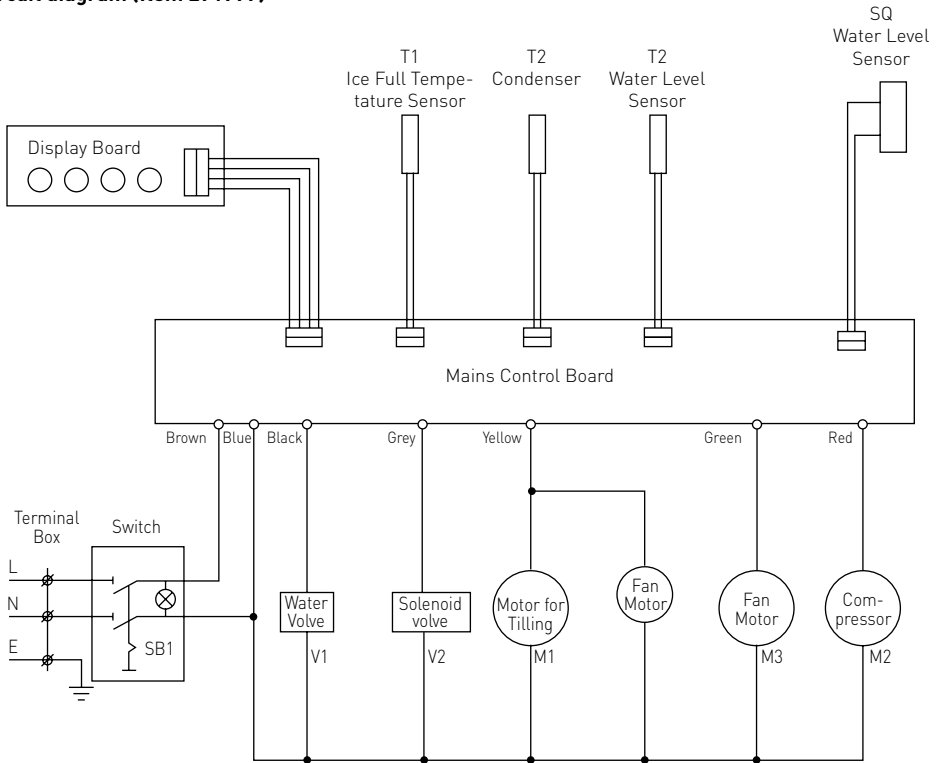 SQ
Water Level
Sensor
T1
Ice Full Tempe-
tature Sensor
T2
Condenser
T2
Water Level
Sensor
Display Board
Mains Control Board
Brown
Blue
Black
Grey
Yellow
Green
Red
Terminal
Box
Switch
L
N
E
SB1
Water
Volve
V1
Solenoid
volve
V2
Motor for
Tilling
M1
Fan
Motor
Fan
Motor
M3
Com-
pressor
M2